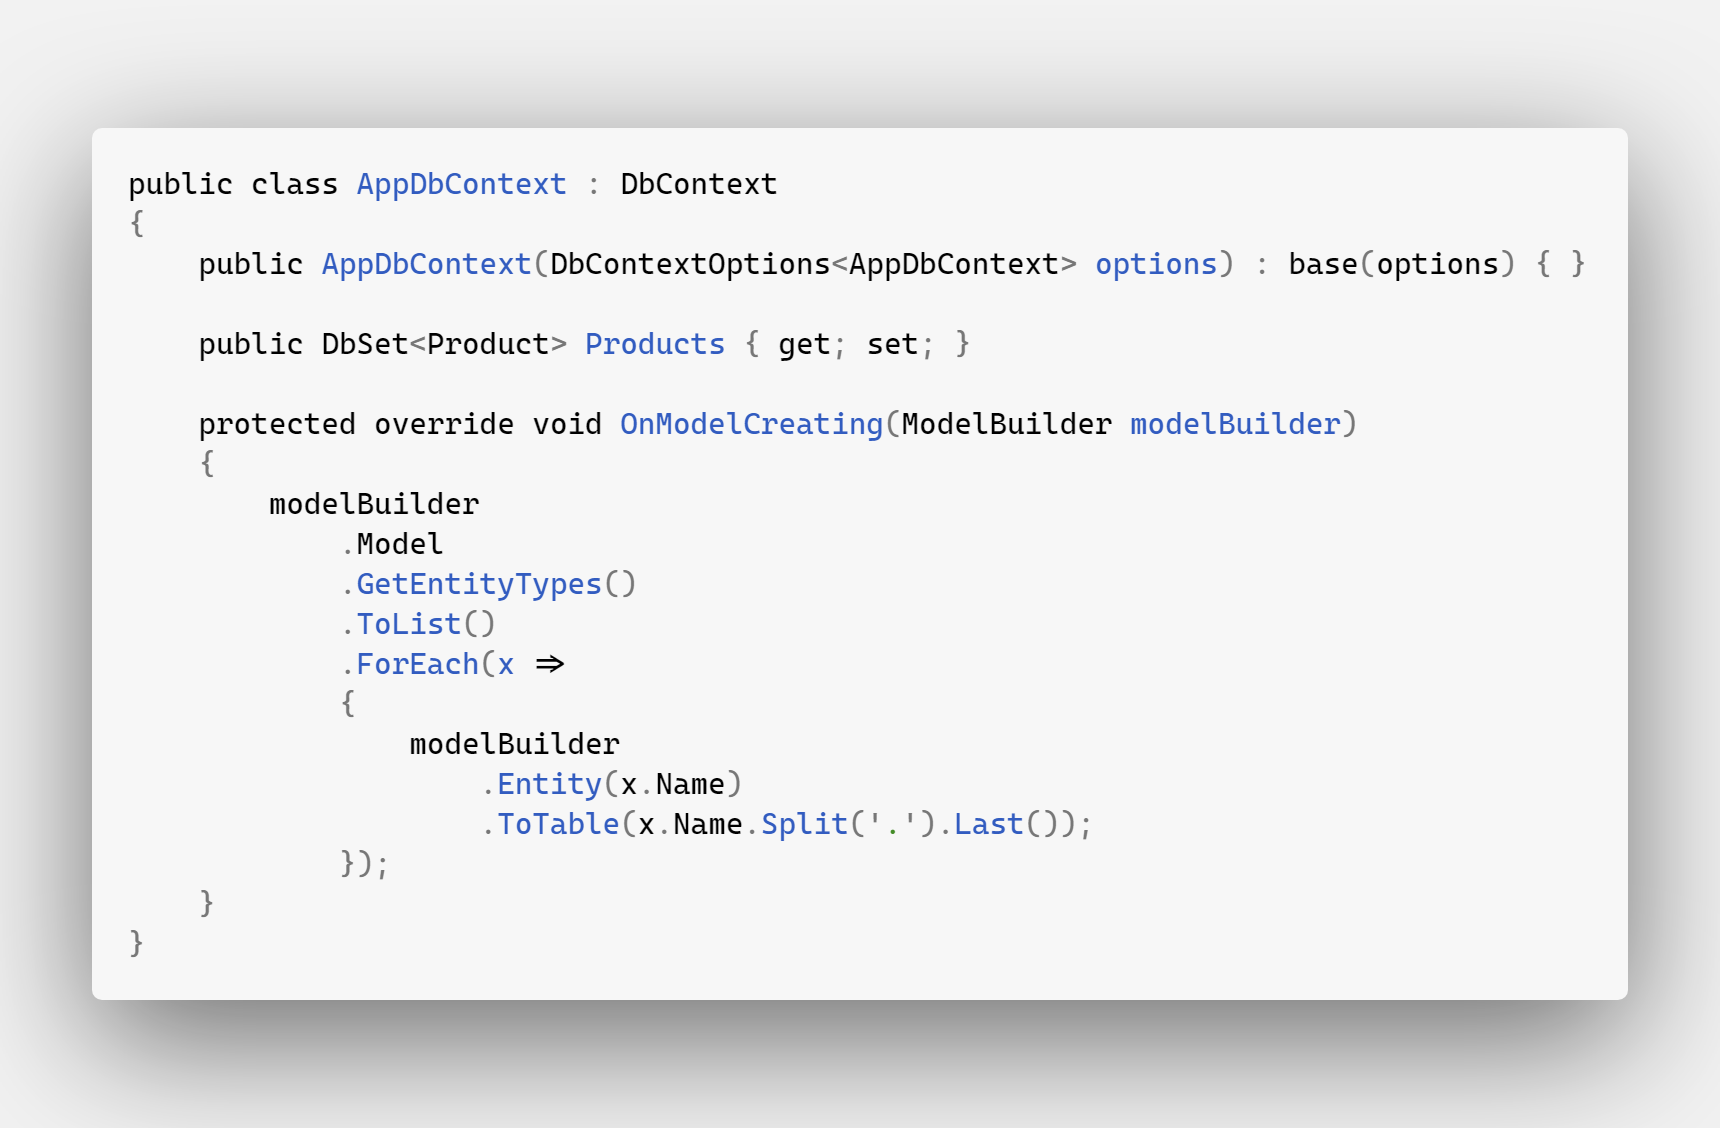 public class AppDbContext : DbContext
{
    public AppDbContext(DbContextOptions<AppDbContext> options) : base(options) { }

    public DbSet<Product> Products { get; set; }

    protected override void OnModelCreating(ModelBuilder modelBuilder)
    {
        modelBuilder
            .Model
            .GetEntityTypes()
            .ToList()
            .ForEach(x =>
            {
                modelBuilder
                    .Entity(x.Name)
                    .ToTable(x.Name.Split('.').Last());
            });
    }
}